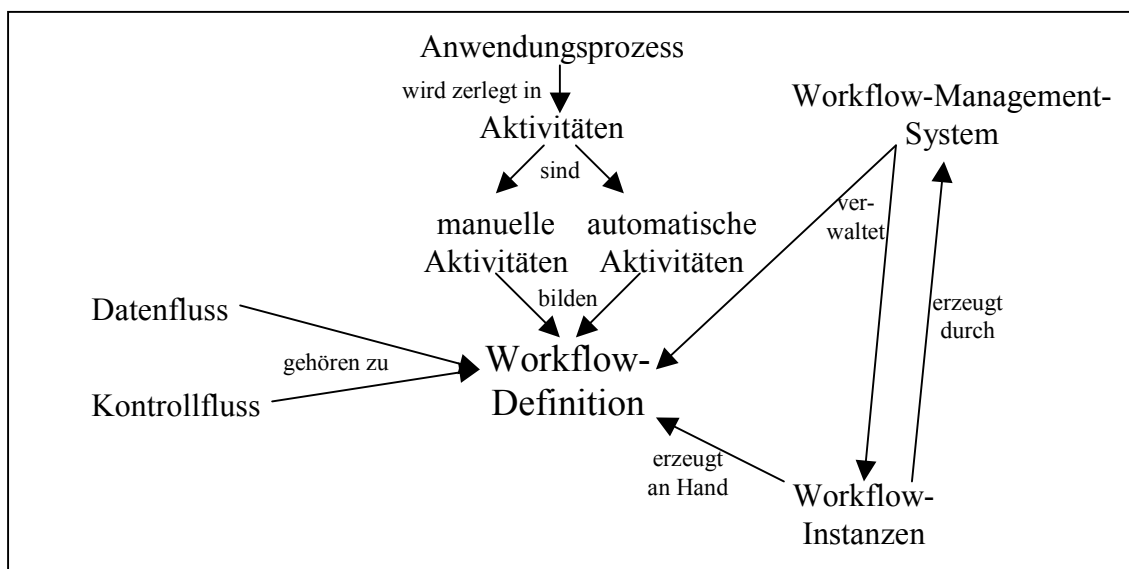 Anwendungsprozess
wird zerlegt in
Aktivitäten
sind
manuelle
Aktivitäten
automatische
Aktivitäten
bilden
Workflow-Management-
System
ver-
waltet
erzeugt
durch
Datenfluss
gehören zu
Kontrollfluss
Workflow-
Definition
erzeugt
an Hand
Workflow-
Instanzen